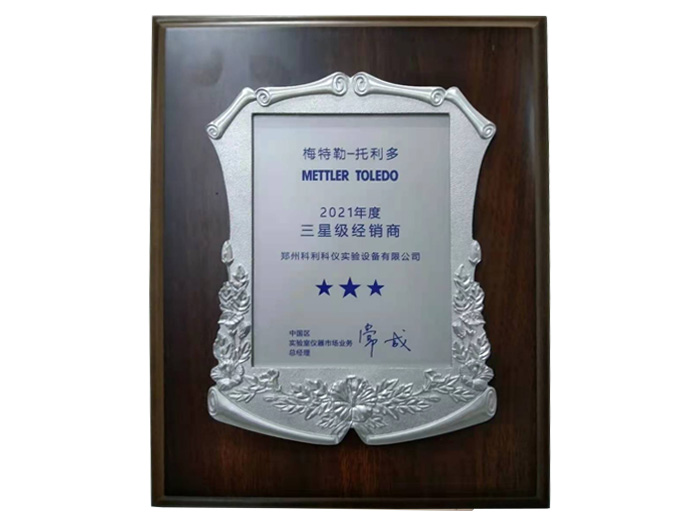 梅特勒-托利多
METTLER TOLEDO
2021年度
三星级经销商
郑州科利科仪实验设备有限公司
中国区
实验室仪器市场业务
总经理